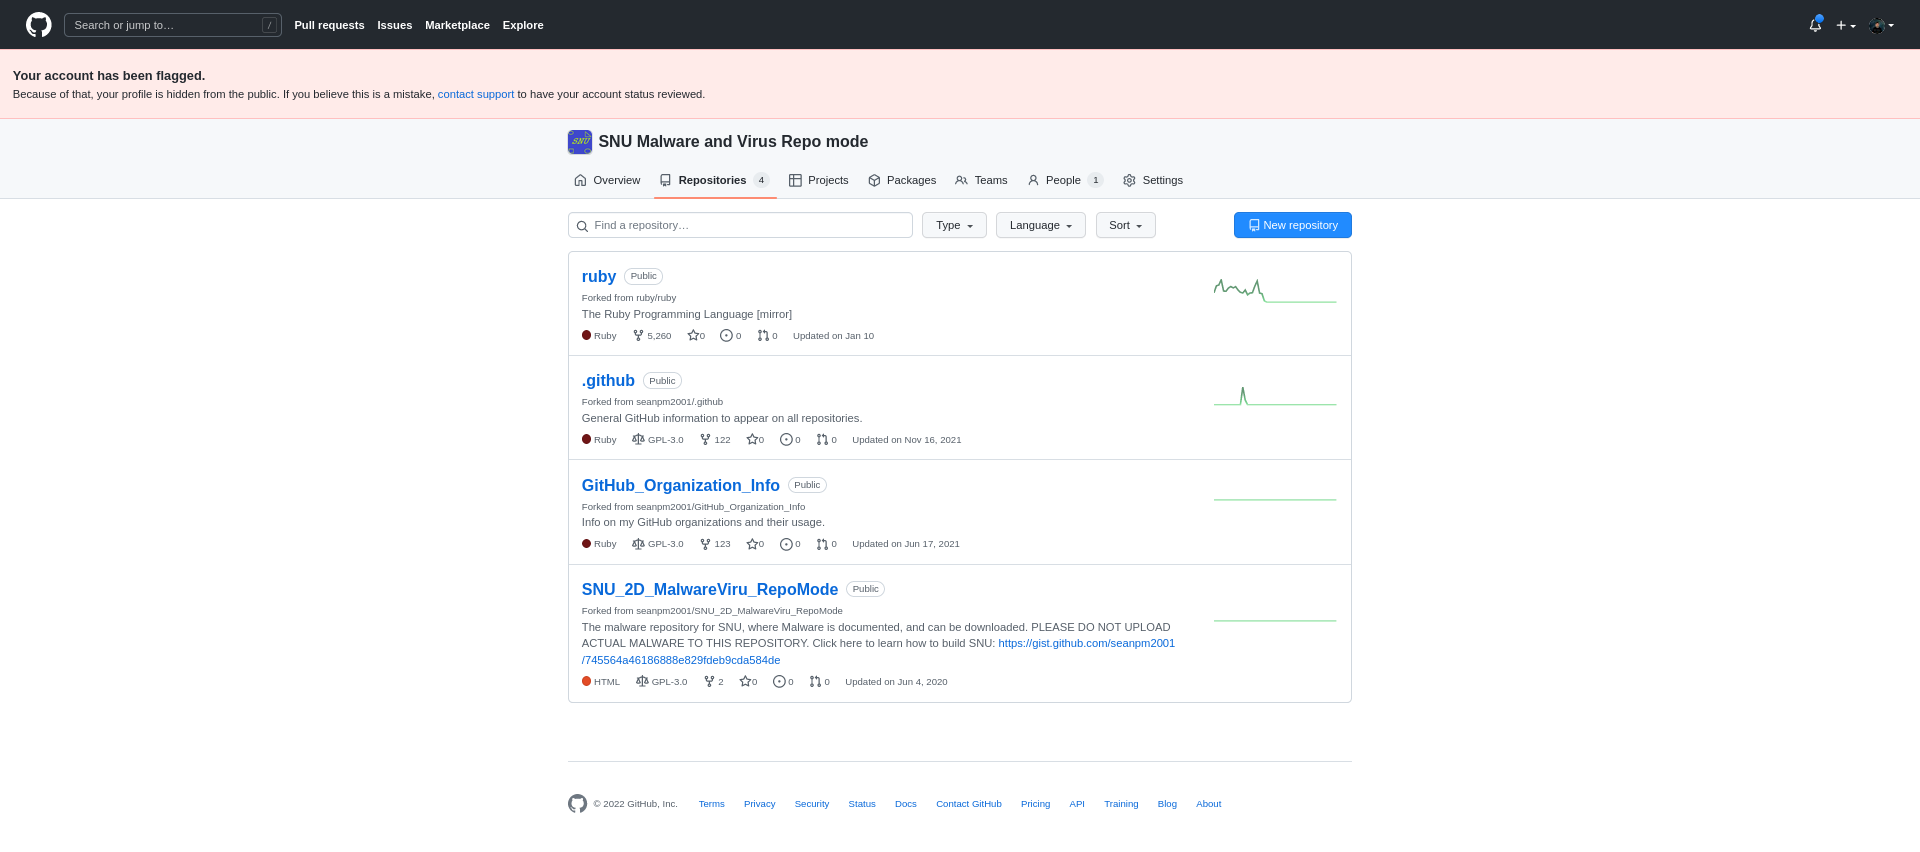 Search or jump to… /
Pull requests Issues Marketplace Explore
Your account has been flagged.
Because of that, your profile is hidden from the public. If you believe this is a mistake, contact support to have your account status reviewed.
SNU SNU Malware and Virus Repo mode
Overview Repositories 4 Projects Packages Teams People 1 Settings
Find a repository… Type Language Sort New repository
ruby Public
Forked from ruby/ruby
The Ruby Programming Language [mirror]
Ruby 5,260 0 0 0 Updated on Jan 10
.github Public
Forked from seanpm2001/.github
General GitHub information to appear on all repositories.
Ruby GPL-3.0 122 0 0 0 Updated on Nov 16, 2021
GitHub_Organization_Info Public
Forked from seanpm2001/GitHub_Organization_Info
Info on my GitHub organizations and their usage.
Ruby GPL-3.0 123 0 0 0 Updated on Jun 17, 2021
SNU_2D_MalwareViru_RepoMode Public
Forked from seanpm2001/SNU_2D_MalwareViru_RepoMode
The malware repository for SNU, where Malware is documented, and can be downloaded. PLEASE DO NOT UPLOAD
ACTUAL MALWARE TO THIS REPOSITORY. Click here to learn how to build SNU: https://gist.github.com/seanpm2001
/745564a46186888e829fdeb9cda584de
HTML GPL-3.0 2 0 0 0 Updated on Jun 4, 2020
© 2022 GitHub, Inc. Terms Privacy Security Status Docs Contact GitHub Pricing API Training Blog About